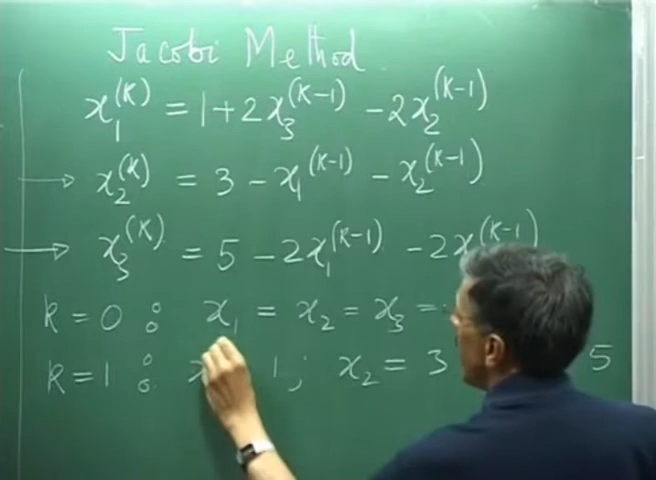 Jacobi Method
x₁^(K) = 1 + 2x₃^(K-1) - 2x₂^(K-1)
→ x₂^(K) = 3 - x₁^(K-1) - x₂^(K-1)
→ x₃^(K) = 5 - 2x₁^(K-1) - 2x^(K-1)
k = 0 : x₁ = x₂ = x₃ =
k = 1 : x 1, x₂ = 3 5